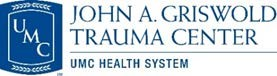 UMC
JOHN A. GRISWOLD
TRAUMA CENTER
UMC HEALTH SYSTEM